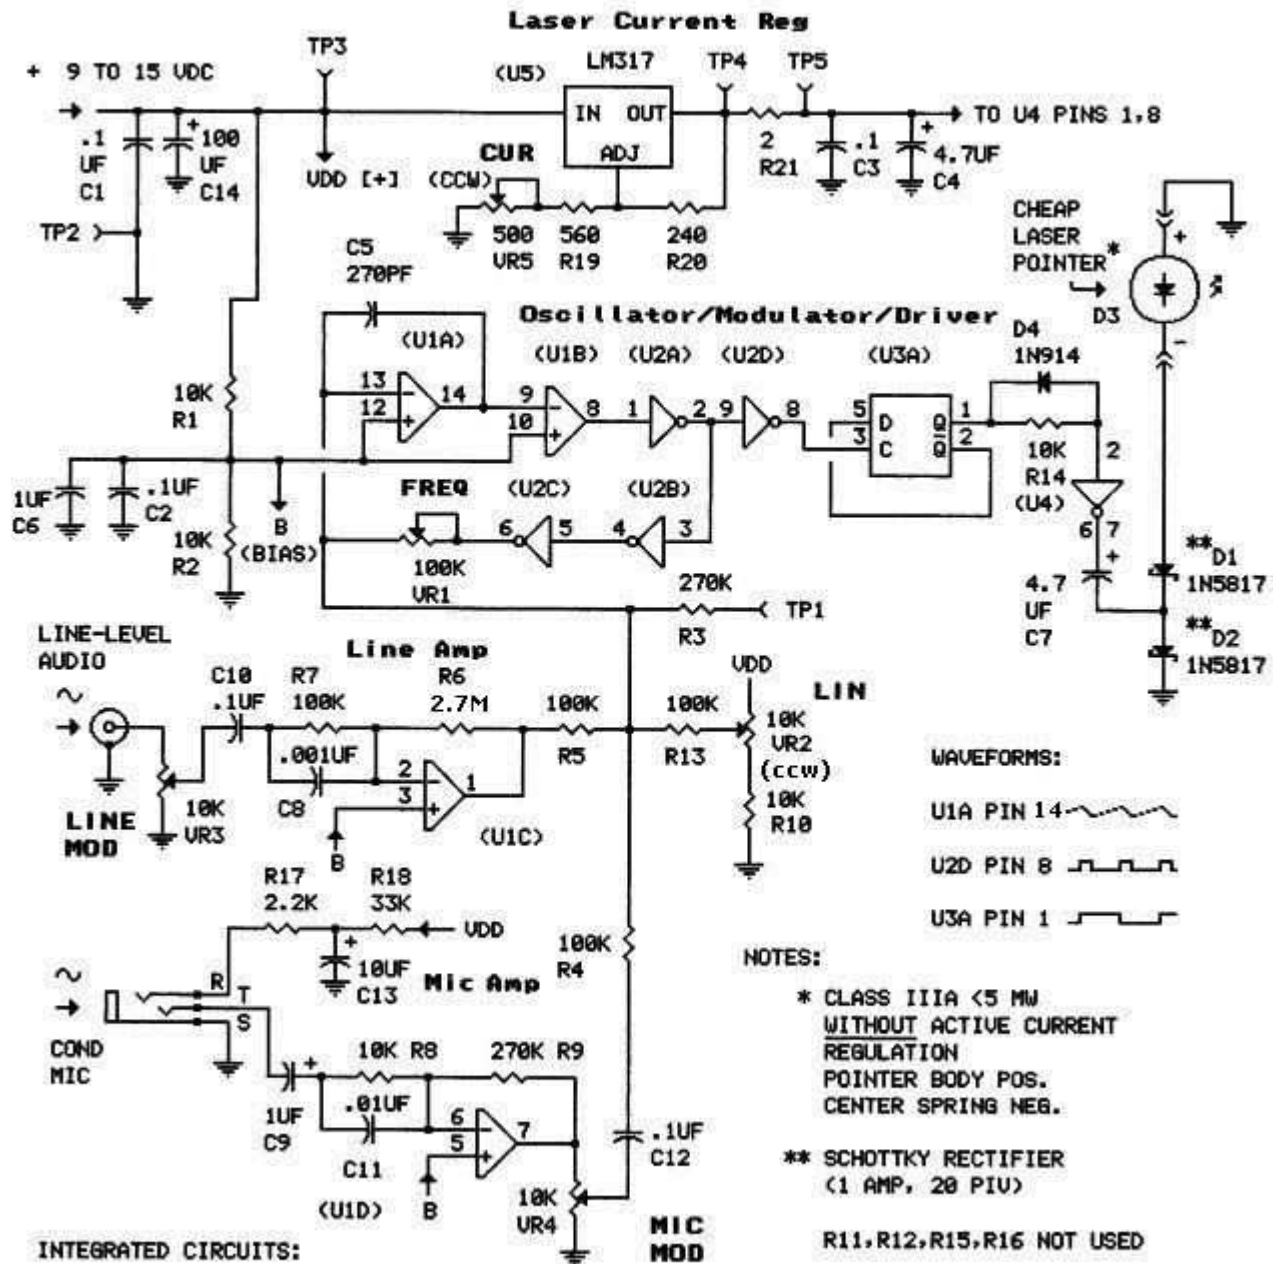 Laser Current Reg
TP3
+ 9 TO 15 VDC
(U5)
LM317
TP4
TP5
IN OUT
ADJ
TO U4 PINS 1,8
.1
UF
C1
+
100
UF
C14
VDD [+]
CUR
(CCW)
2
R21
.1
C3
+
4.7UF
C4
TP2
500
VR5
560
R19
240
R20
CHEAP
LASER
POINTER*
D3
+
-
C5
270PF
Oscillator/Modulator/Driver
(U1A)
(U1B)
(U2A)
(U2D)
(U3A)
D4
1N914
10K
R1
13
12
-
+
14
9
10
-
+
8
1
2
9
8
5
3
D
C
Q
Q
1
2
10K
R14
(U4)
2
6
7
1UF
C6
.1UF
C2
B
(BIAS)
10K
R2
FREQ
(U2C)
(U2B)
6
5
4
3
100K
VR1
270K
R3
TP1
+
4.7
UF
C7
**D1
1N5817
**D2
1N5817
LINE-LEVEL
AUDIO
Line Amp
C10
.1UF
R7
100K
R6
2.7M
.001UF
C8
2
3
-
+
1
(U1C)
B
100K
R5
100K
R13
VDD
LIN
10K
VR2
(ccw)
10K
R10
LINE
MOD
10K
VR3
WAVEFORMS:
U1A PIN 14
U2D PIN 8
U3A PIN 1
R17
2.2K
R18
33K
VDD
+
10UF
C13
Mic Amp
R
T
S
COND
MIC
100K
R4
+
1UF
C9
10K R8
270K R9
.01UF
C11
6
5
-
+
7
(U1D)
B
.1UF
C12
10K
VR4
MIC
MOD
NOTES:
* CLASS IIIA <5 MW
WITHOUT ACTIVE CURRENT
REGULATION
POINTER BODY POS.
CENTER SPRING NEG.
** SCHOTTKY RECTIFIER
(1 AMP, 20 PIV)
R11,R12,R15,R16 NOT USED
INTEGRATED CIRCUITS: